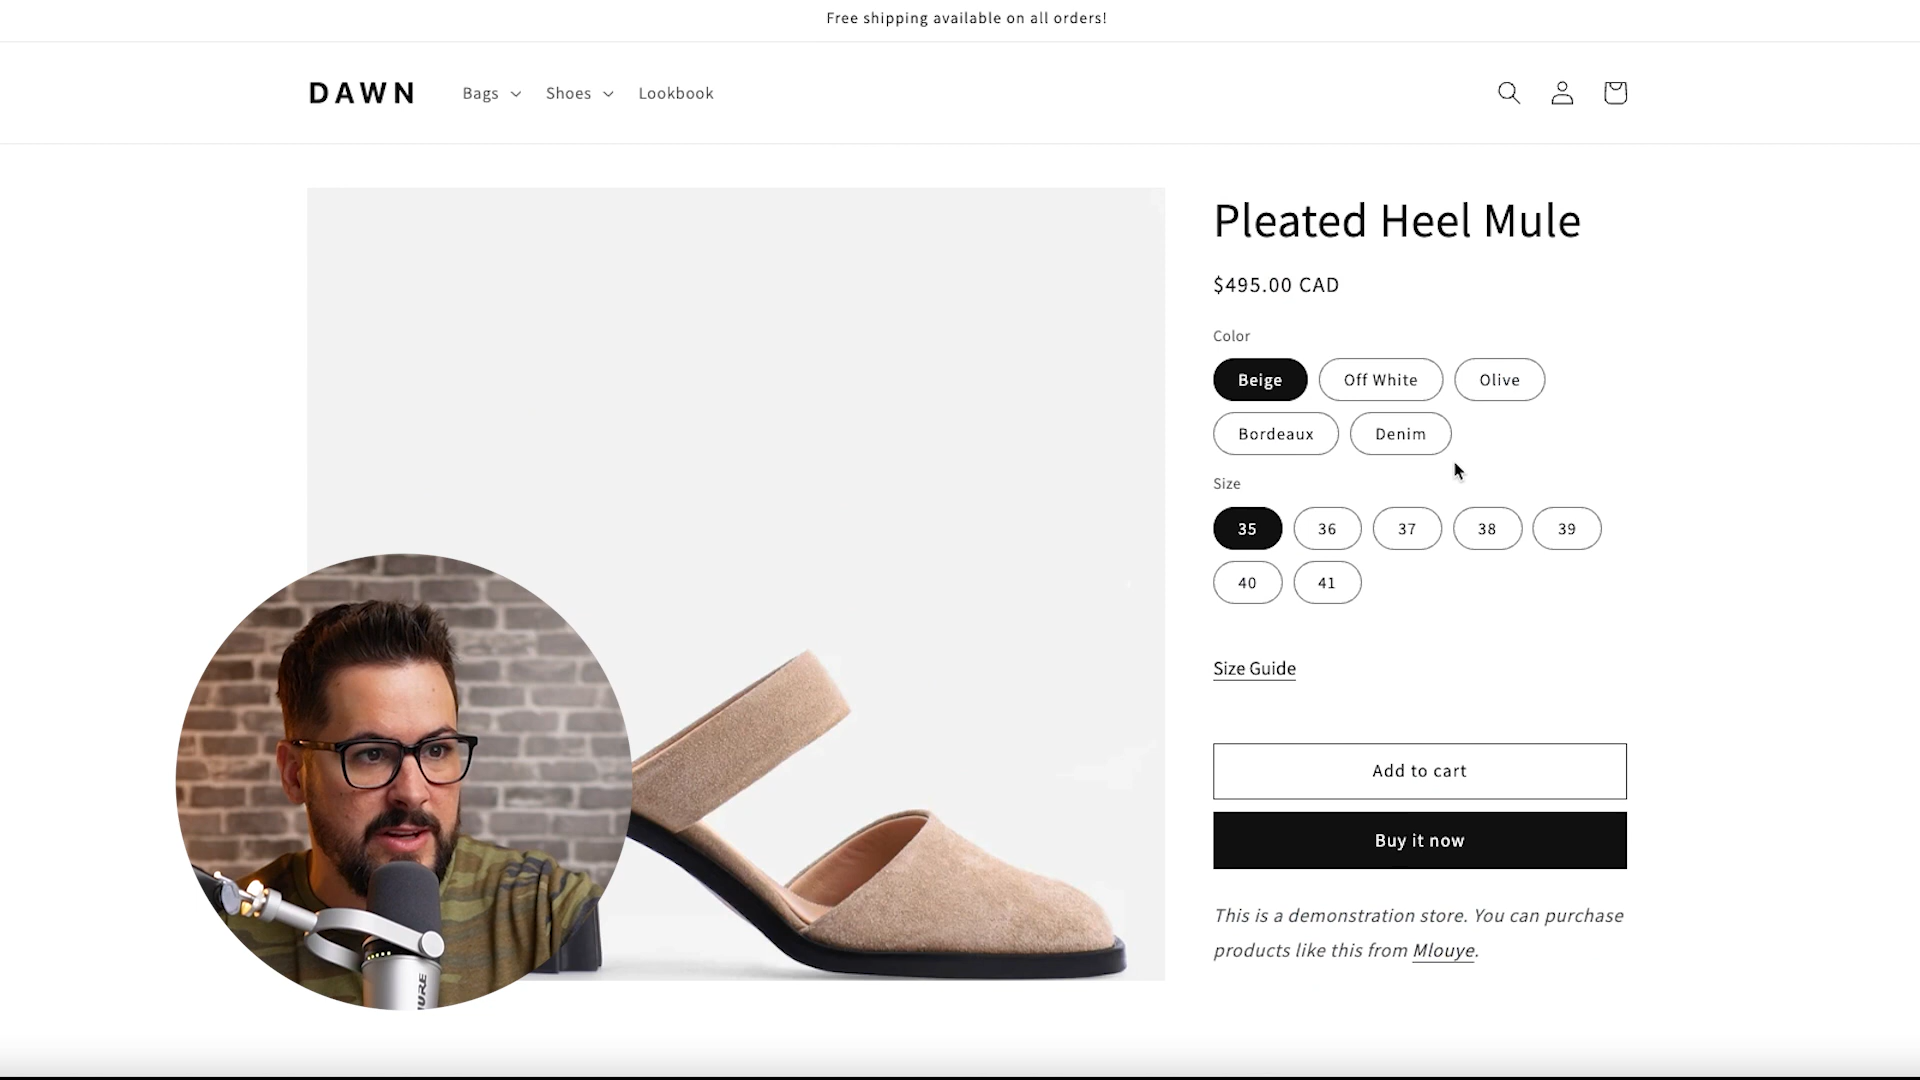 Free shipping available on all orders!
DAWN Bags Shoes Lookbook
Pleated Heel Mule
$495.00 CAD
Color
Beige Off White Olive
Bordeaux Denim
Size
35 36 37 38 39
40 41
Size Guide
Add to cart
Buy it now
This is a demonstration store. You can purchase
products like this from Mlouye.